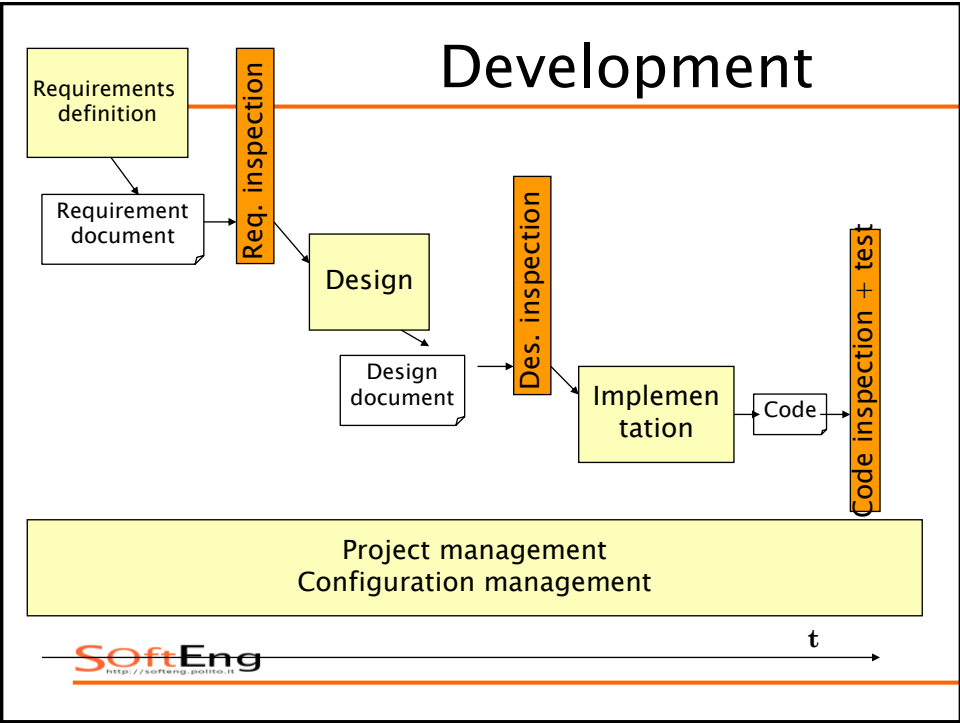 Development
Requirements
definition
Req. inspection
Requirement
document
Design
Des. inspection
Design
document
Implemen
tation
Code
Code inspection + test
Project management
Configuration management
t
SOftEng
http://softeng.polito.it